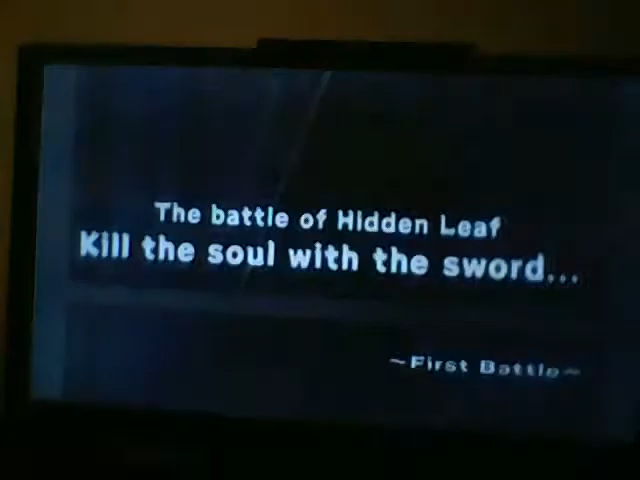 The battle of Hidden Leaf
Kill the soul with the sword...
~First Battle~